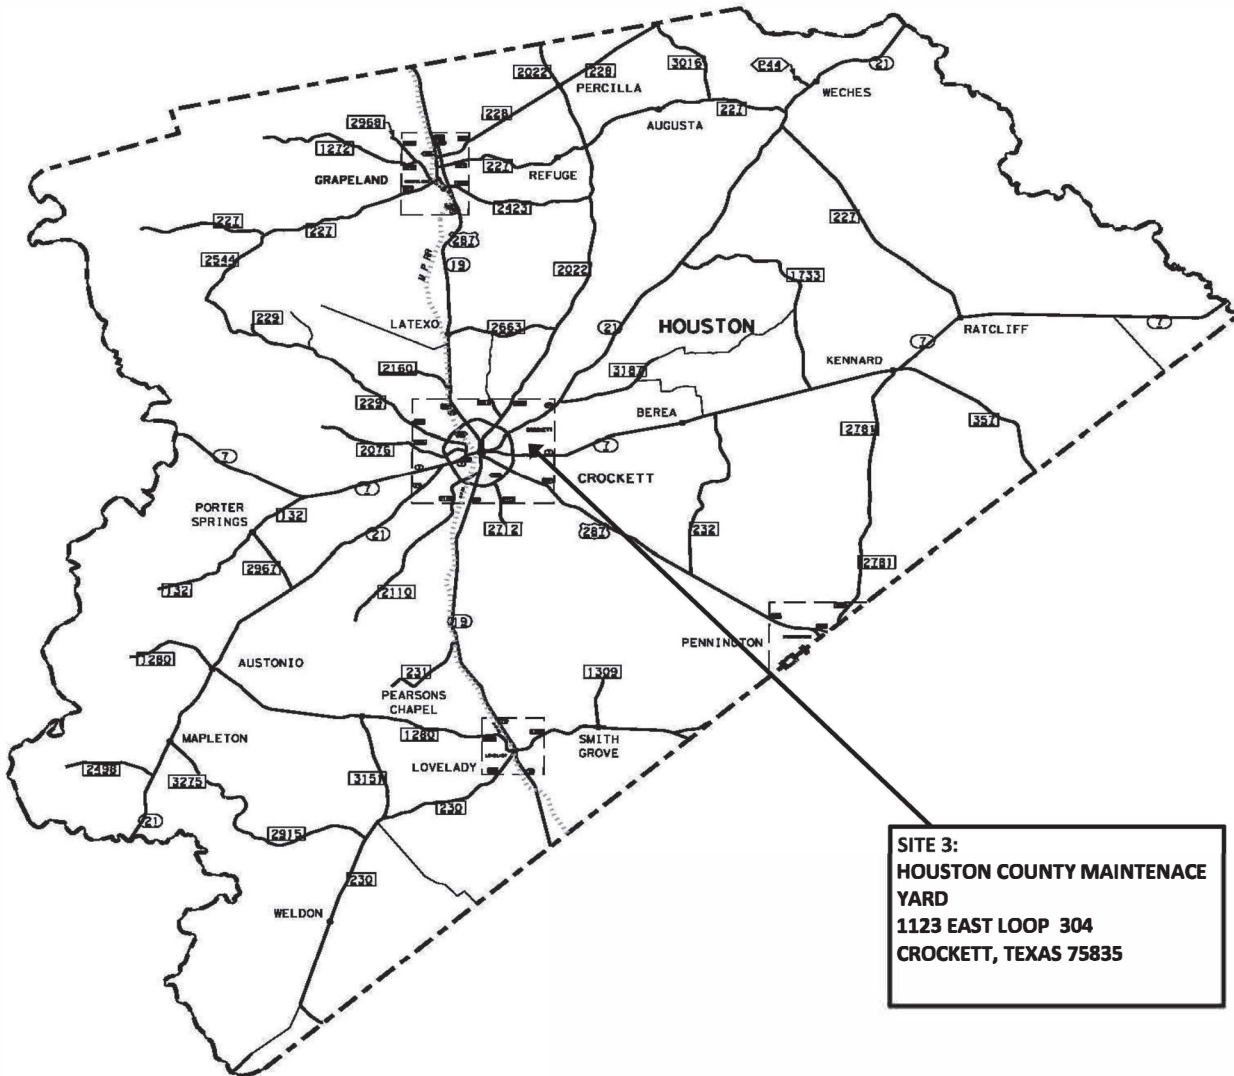 2022
228
3016
P44
21
PERCILLA
WECHES
2968
228
AUGUSTA
227
1272
GRAPELAND
227
REFUGE
2423
227
227
227
287
2544
M.P. RR
19
2022
1733
229
LATEXO
2663
21
HOUSTON
RATCLIFF
7
7
KENNARD
2160
3187
229
BEREA
357
2781
2076
7
7
CROCKETT
7
PORTER
SPRINGS
132
21
2712
287
232
2967
132
2110
2781
19
PENNINGTON
1280
AUSTONIO
231
1309
PEARSONS
CHAPEL
1280
SMITH
GROVE
MAPLETON
LOVELADY
2498
3275
3151
230
21
2915
230
WELDON
SITE 3:
HOUSTON COUNTY MAINTENACE
YARD
1123 EAST LOOP 304
CROCKETT, TEXAS 75835